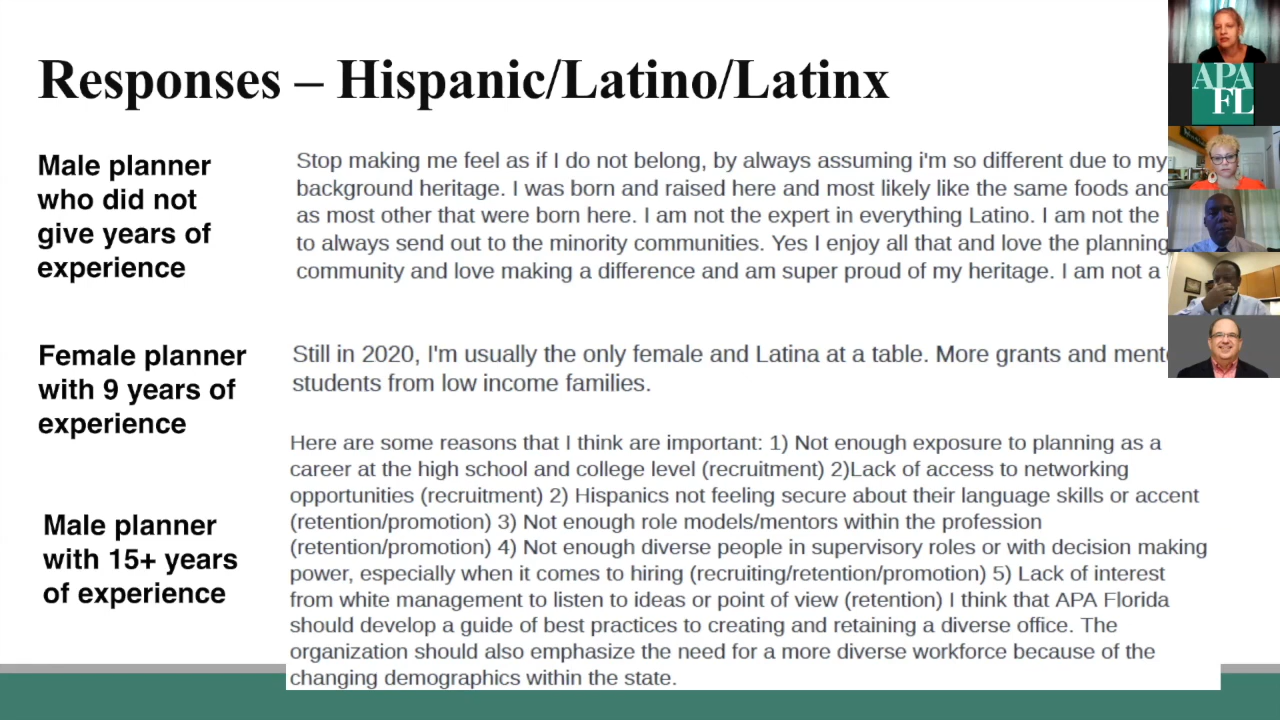 Responses – Hispanic/Latino/Latinx
Male planner
who did not
give years of
experience
Stop making me feel as if I do not belong, by always assuming i'm so different due to my
background heritage. I was born and raised here and most likely like the same foods and
as most other that were born here. I am not the expert in everything Latino. I am not the
to always send out to the minority communities. Yes I enjoy all that and love the planning
community and love making a difference and am super proud of my heritage. I am not a
Female planner
with 9 years of
experience
Still in 2020, I'm usually the only female and Latina at a table. More grants and
students from low income families.
Male planner
with 15+ years
of experience
Here are some reasons that I think are important: 1) Not enough exposure to planning as a
career at the high school and college level (recruitment) 2)Lack of access to networking
opportunities (recruitment) 2) Hispanics not feeling secure about their language skills or accent
(retention/promotion) 3) Not enough role models/mentors within the profession
(retention/promotion) 4) Not enough diverse people in supervisory roles or with decision making
power, especially when it comes to hiring (recruiting/retention/promotion) 5) Lack of interest
from white management to listen to ideas or point of view (retention) I think that APA Florida
should develop a guide of best practices to creating and retaining a diverse office. The
organization should also emphasize the need for a more diverse workforce because of the
changing demographics within the state.
APA
FL